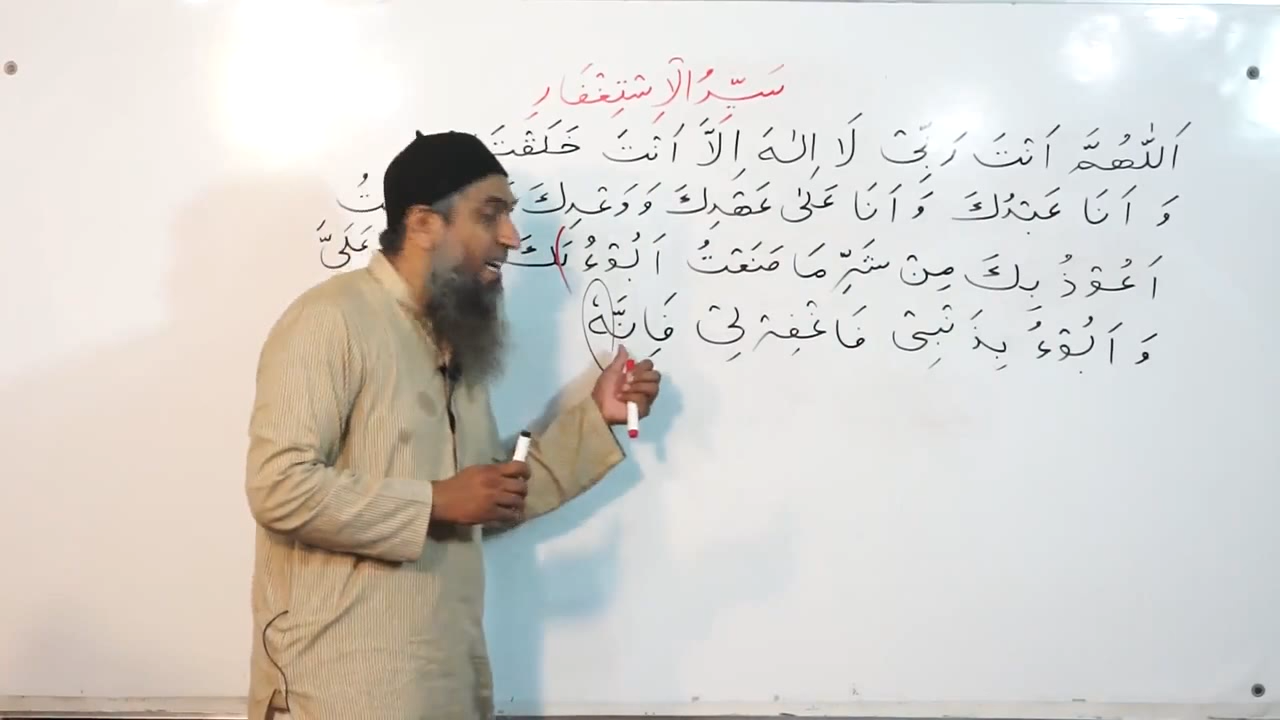 سَيِّدُ الْاِسْتِغْفَارِ
اَللّٰهُمَّ اَنْتَ رَبِّيْ لَا اِلٰهَ اِلَّا اَنْتَ
وَ اَنَا عَبْدُكَ وَ اَنَا عَلٰى عَهْدِكَ وَوَعْدِكَ
اَعُوْذُ بِكَ مِنْ شَرِّ مَا صَنَعْتُ اَبُوْءُ عَلَيَّ
وَ اَبُوْءُ بِذَنْبِيْ فَاغْفِرْ لِيْ فَاِنَّهٗ